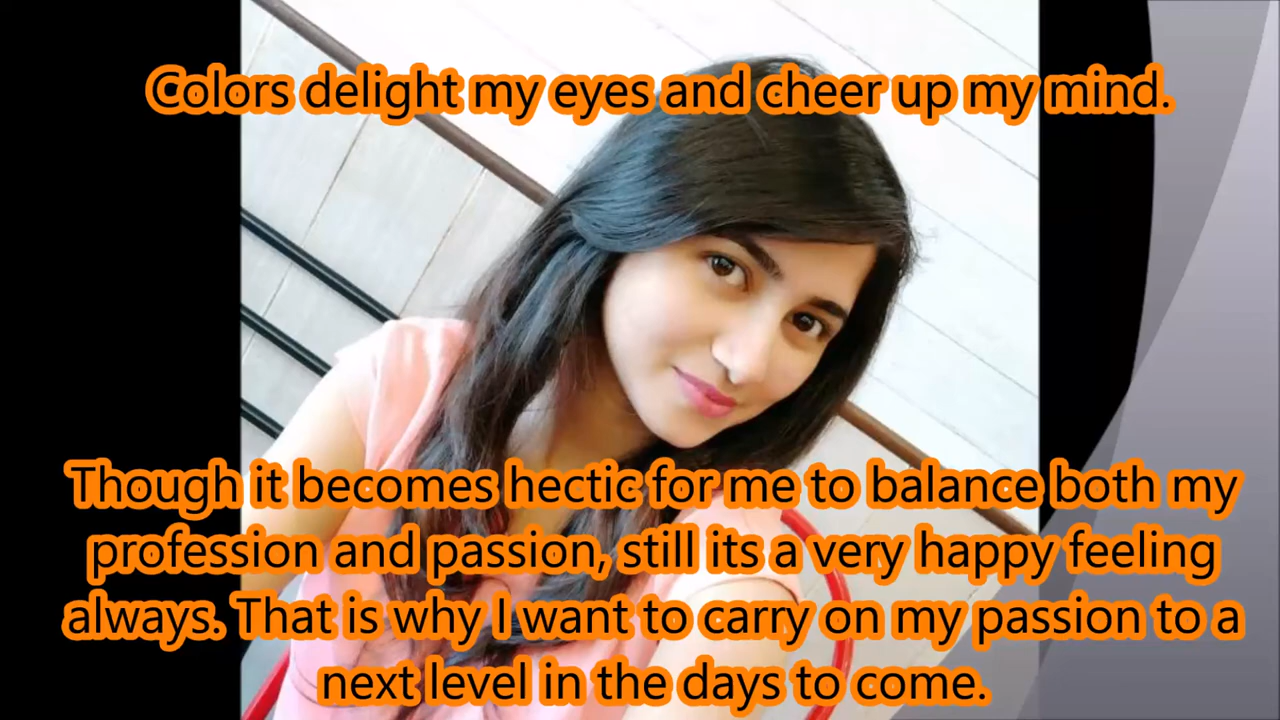 Colors delight my eyes and cheer up my mind.
Though it becomes hectic for me to balance both my
profession and passion, still its a very happy feeling
always. That is why I want to carry on my passion to a
next level in the days to come.